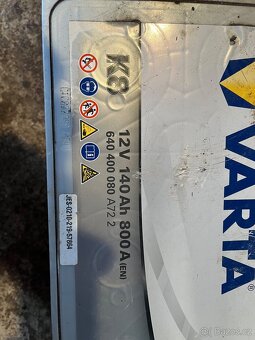 K8
12V 140Ah 800A (EN)
640 400 080 A72 2
VARTA